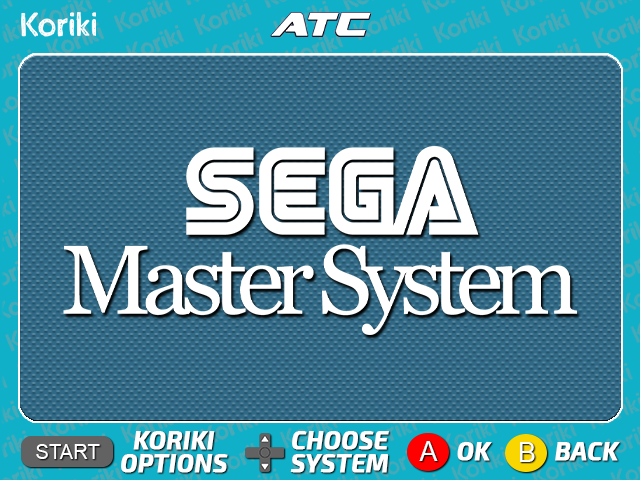 Koriki
ATC
SEGA
Master System
START
KORIKI
OPTIONS
CHOOSE
SYSTEM
A
OK
B
BACK